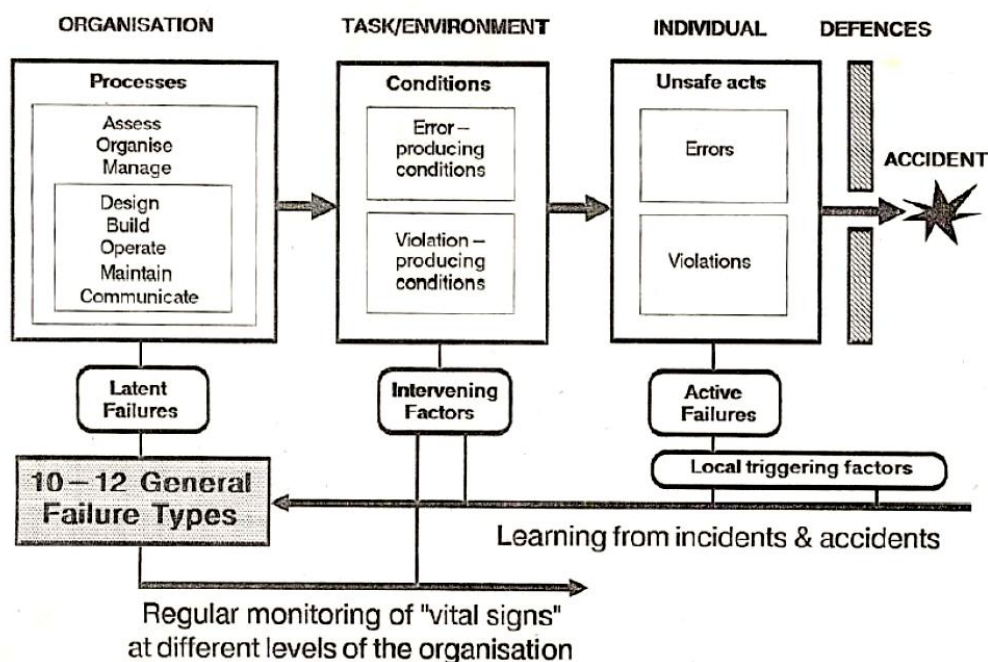 ORGANISATION
TASK/ENVIRONMENT
INDIVIDUAL
DEFENCES
Processes
Assess
Organise
Manage
Design
Build
Operate
Maintain
Communicate
Conditions
Error –
producing
conditions
Violation –
producing
conditions
Unsafe acts
Errors
Violations
ACCIDENT
Latent
Failures
Intervening
Factors
Active
Failures
Local triggering factors
10 – 12 General
Failure Types
Learning from incidents & accidents
Regular monitoring of "vital signs"
at different levels of the organisation